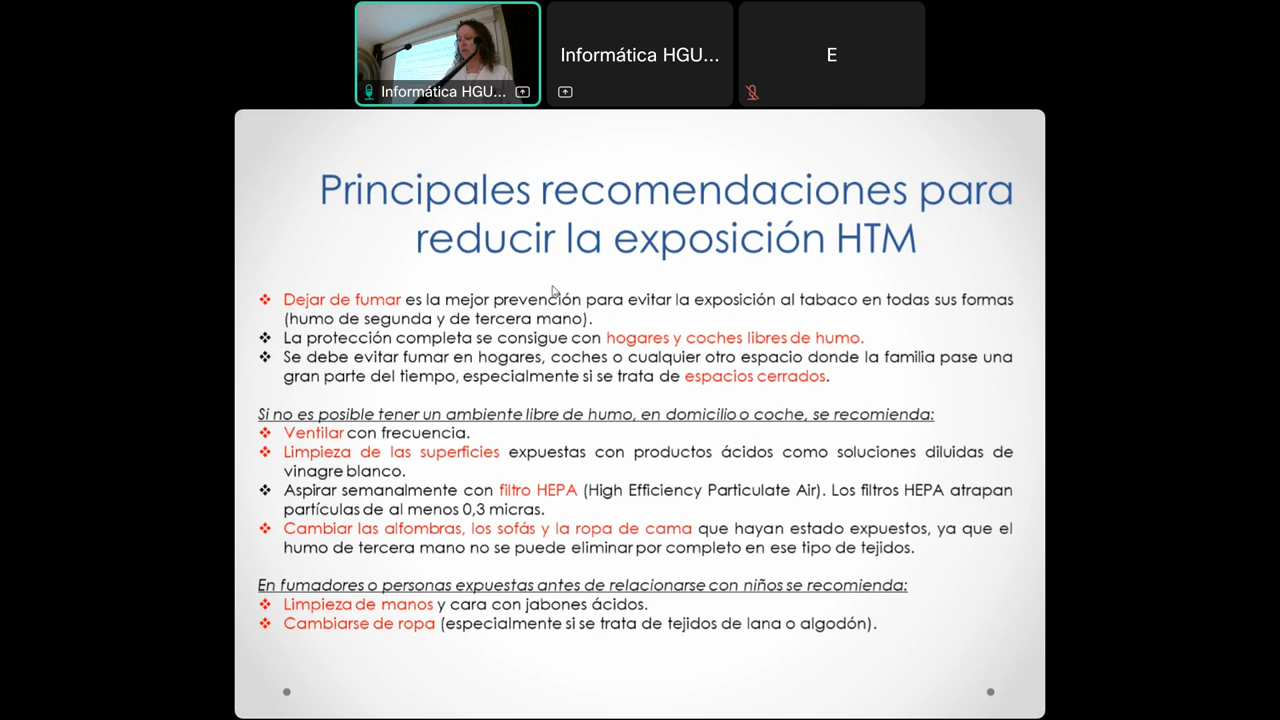 Informática HGU...
Informática HGU...
E
Principales recomendaciones para
reducir la exposición HTM
❖ Dejar de fumar es la mejor prevención para evitar la exposición al tabaco en todas sus formas
(humo de segunda y de tercera mano).
❖ La protección completa se consigue con hogares y coches libres de humo.
❖ Se debe evitar fumar en hogares, coches o cualquier otro espacio donde la familia pase una
gran parte del tiempo, especialmente si se trata de espacios cerrados.
Si no es posible tener un ambiente libre de humo, en domicilio o coche, se recomienda:
❖ Ventilar con frecuencia.
❖ Limpieza de las superficies expuestas con productos ácidos como soluciones diluidas de
vinagre blanco.
❖ Aspirar semanalmente con filtro HEPA (High Efficiency Particulate Air). Los filtros HEPA atrapan
partículas de al menos 0,3 micras.
❖ Cambiar las alfombras, los sofás y la ropa de cama que hayan estado expuestos, ya que el
humo de tercera mano no se puede eliminar por completo en ese tipo de tejidos.
En fumadores o personas expuestas antes de relacionarse con niños se recomienda:
❖ Limpieza de manos y cara con jabones ácidos.
❖ Cambiarse de ropa (especialmente si se trata de tejidos de lana o algodón).